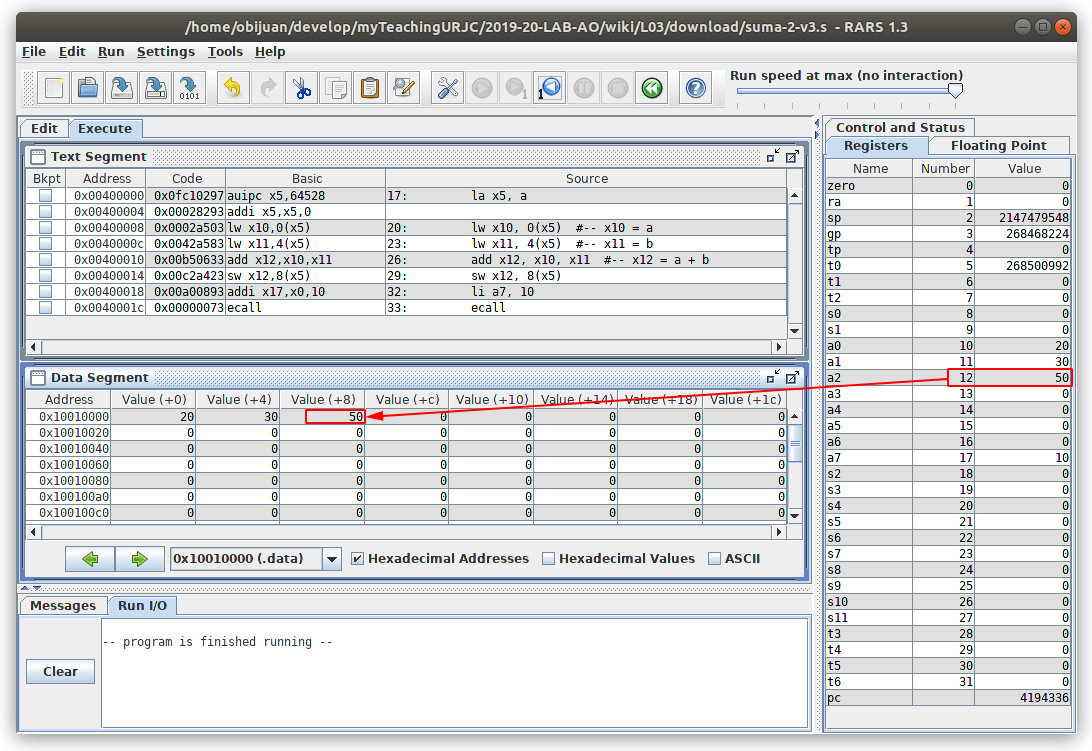 /home/obijuan/develop/myTeachingURJC/2019-20-LAB-AO/wiki/L03/download/suma-2-v3.s - RARS 1.3
File Edit Run Settings Tools Help
Run speed at max (no interaction)
Edit Execute
Text Segment
Bkpt Address Code Basic Source
0x00400000 0x0fc10297 auipc x5,64528 17: la x5, a
0x00400004 0x00028293 addi x5,x5,0
0x00400008 0x0002a503 lw x10,0(x5) 20: lw x10, 0(x5) #-- x10 = a
0x0040000c 0x0042a583 lw x11,4(x5) 23: lw x11, 4(x5) #-- x11 = b
0x00400010 0x00b50633 add x12,x10,x11 26: add x12, x10, x11 #-- x12 = a + b
0x00400014 0x00c2a423 sw x12,8(x5) 29: sw x12, 8(x5)
0x00400018 0x00a00893 addi x17,x0,10 32: li a7, 10
0x0040001c 0x00000073 ecall 33: ecall
Data Segment
Address Value (+0) Value (+4) Value (+8) Value (+c) Value (+10) Value (+14) Value (+18) Value (+1c)
0x10010000 20 30 50 0 0 0 0 0
0x10010020 0 0 0 0 0 0 0 0
0x10010040 0 0 0 0 0 0 0 0
0x10010060 0 0 0 0 0 0 0 0
0x10010080 0 0 0 0 0 0 0 0
0x100100a0 0 0 0 0 0 0 0 0
0x100100c0 0 0 0 0 0 0 0 0
0x10010000 (.data) Hexadecimal Addresses Hexadecimal Values ASCII
Messages Run I/O
-- program is finished running --
Clear
Control and Status
Registers Floating Point
Name Number Value
zero 0 0
ra 1 0
sp 2 2147479548
gp 3 268468224
tp 4 0
t0 5 268500992
t1 6 0
t2 7 0
s0 8 0
s1 9 0
a0 10 20
a1 11 30
a2 12 50
a3 13 0
a4 14 0
a5 15 0
a6 16 0
a7 17 10
s2 18 0
s3 19 0
s4 20 0
s5 21 0
s6 22 0
s7 23 0
s8 24 0
s9 25 0
s10 26 0
s11 27 0
t3 28 0
t4 29 0
t5 30 0
t6 31 0
pc 4194336